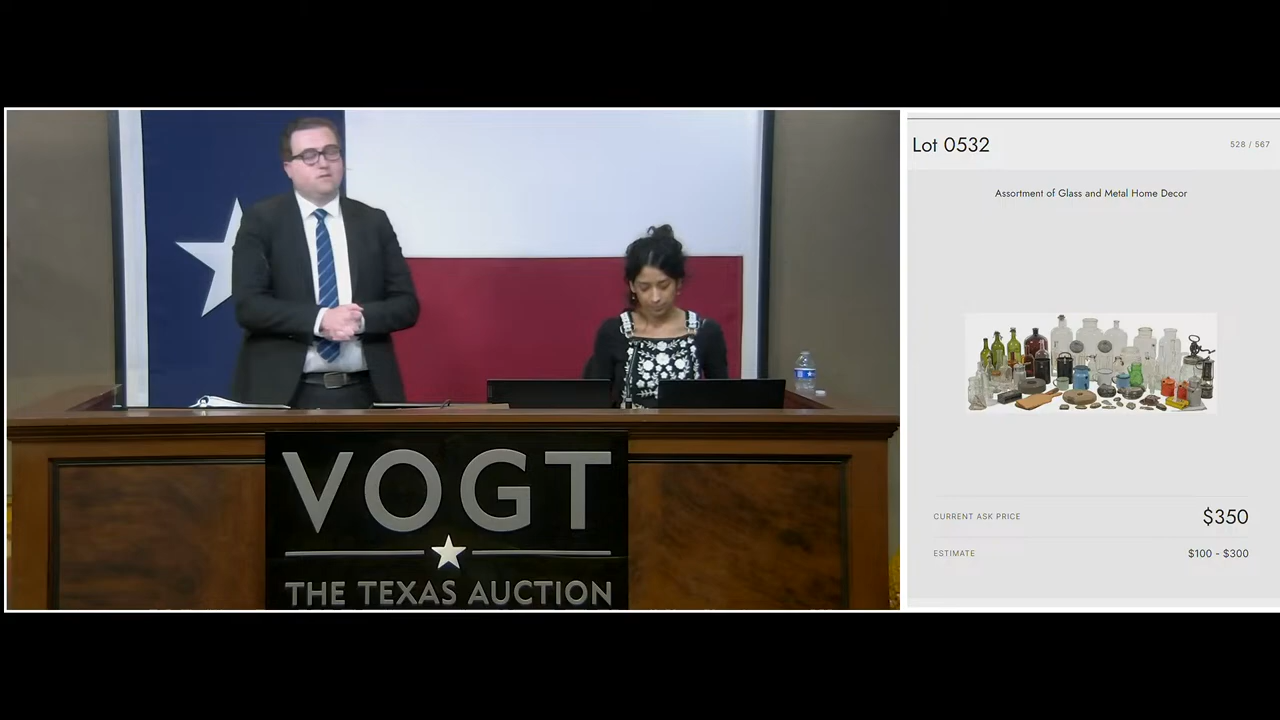 Lot 0532
528 / 567
Assortment of Glass and Metal Home Decor
CURRENT ASK PRICE
$350
ESTIMATE
$100 - $300
VOGT
THE TEXAS AUCTION